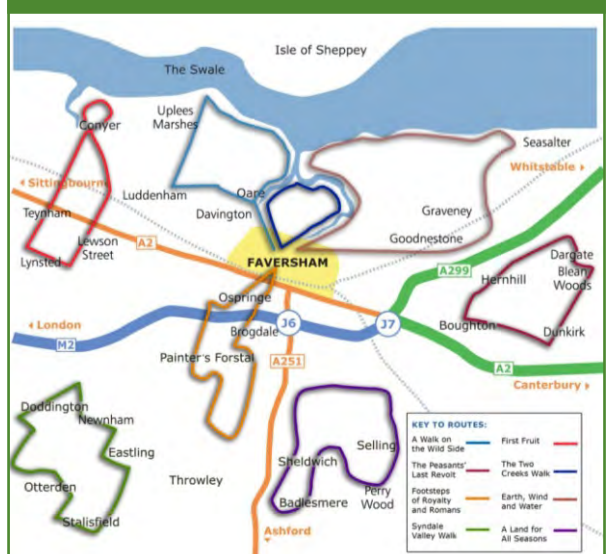 Isle of Sheppey
The Swale
Uplees
Marshes
Conyer
Seasalter
Whitstable
Sittingbourne
Luddenham
Oare
Teynham
Davington
Graveney
Goodnestone
Lewson
Street
A2
Lynsted
FAVERSHAM
Dargate
Blean
Woods
A299
Hernhill
Ospringe
London
Brogdale
J6
J7
Boughton
Dunkirk
M2
Painter's Forstal
A251
A2
Canterbury
Doddington
Newnham
Eastling
Selling
Sheldwich
Otterden
Throwley
Perry
Wood
Badlesmere
Stalisfield
Ashford
KEY TO ROUTES:
A Walk on
the Wild Side
First Fruit
The Peasants'
Last Revolt
The Two
Creeks Walk
Footsteps
of Royalty
and Romans
Earth, Wind
and Water
Syndale
Valley Walk
A Land for
All Seasons